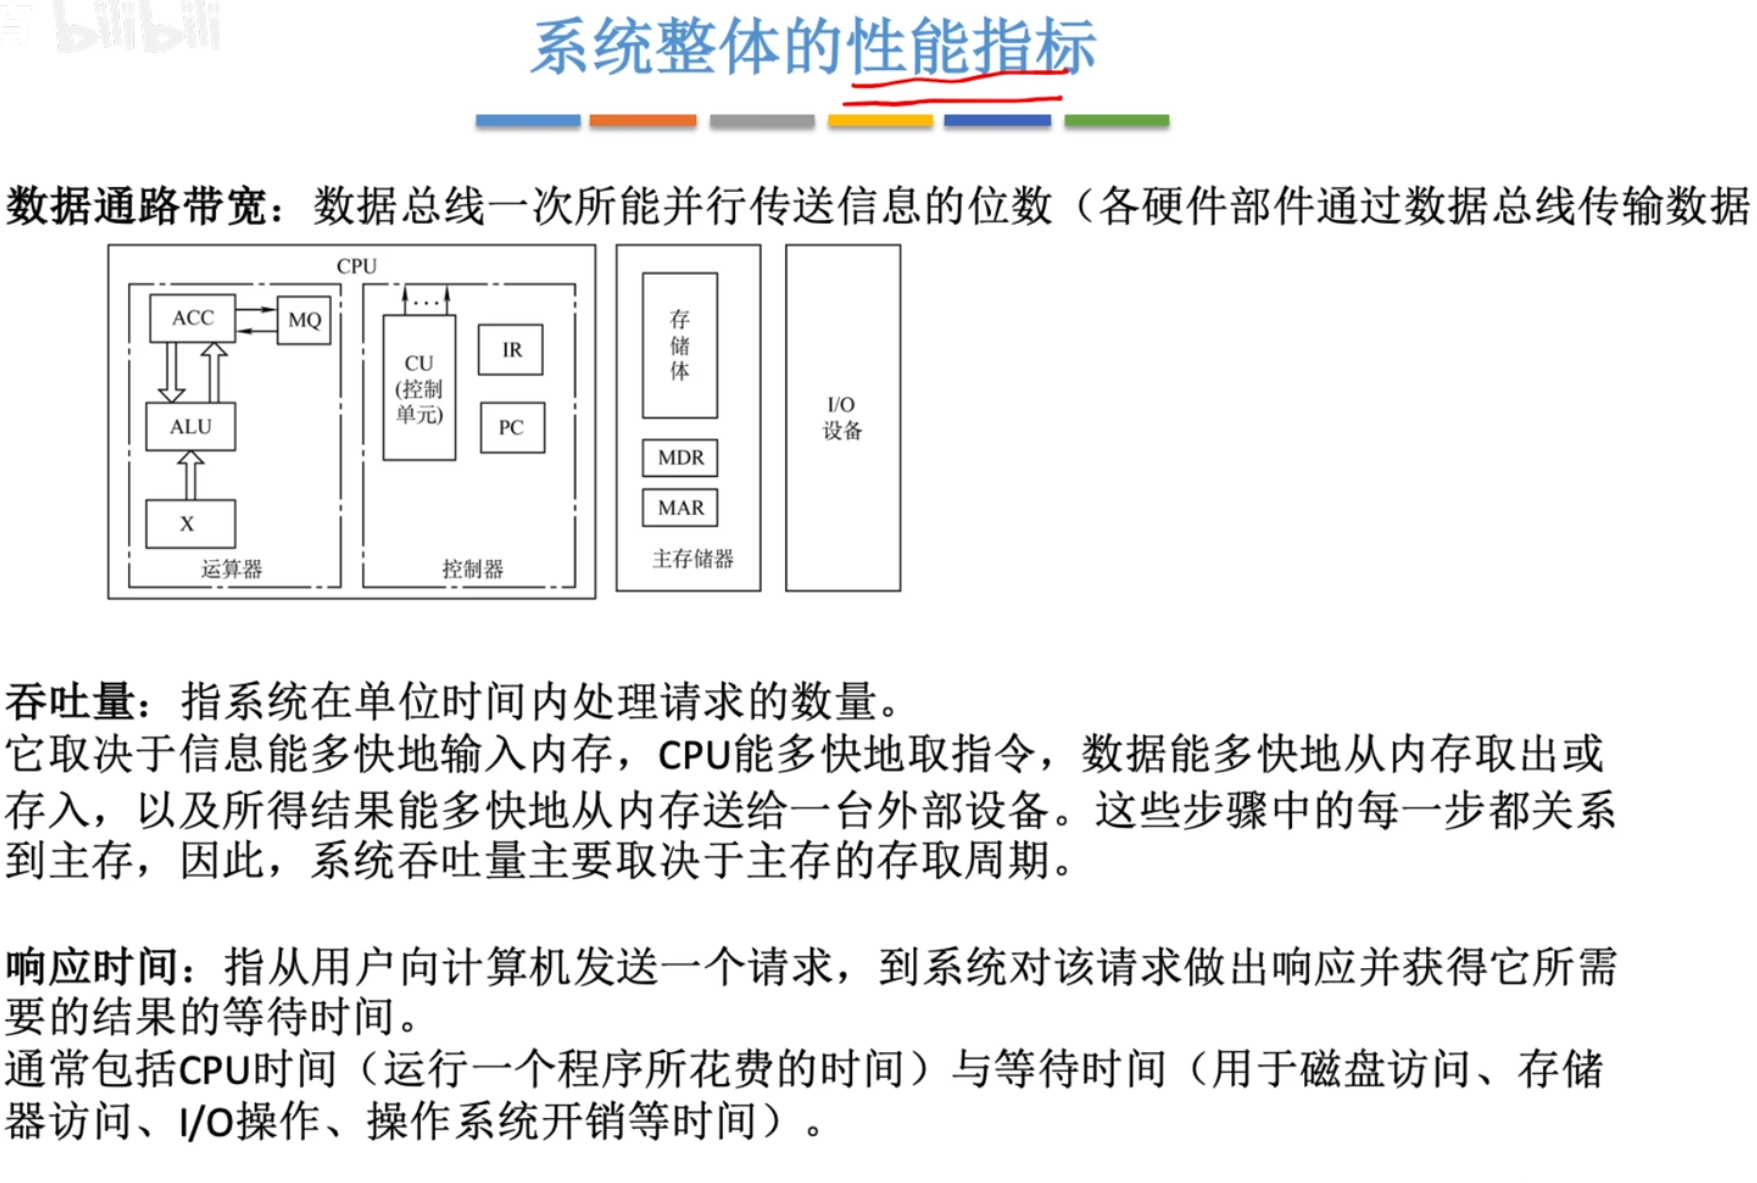 育 bilibili
系统整体的性能指标
数据通路带宽：数据总线一次所能并行传送信息的位数（各硬件部件通过数据总线传输数据
CPU
ACC
MQ
ALU
X
运算器
…
CU
(控制
单元)
IR
PC
控制器
存
储
体
MDR
MAR
主存储器
I/O
设备
吞吐量：指系统在单位时间内处理请求的数量。
它取决于信息能多快地输入内存，CPU能多快地取指令，数据能多快地从内存取出或
存入，以及所得结果能多快地从内存送给一台外部设备。这些步骤中的每一步都关系
到主存，因此，系统吞吐量主要取决于主存的存取周期。
响应时间：指从用户向计算机发送一个请求，到系统对该请求做出响应并获得它所需
要的结果的等待时间。
通常包括CPU时间（运行一个程序所花费的时间）与等待时间（用于磁盘访问、存储
器访问、I/O操作、操作系统开销等时间）。